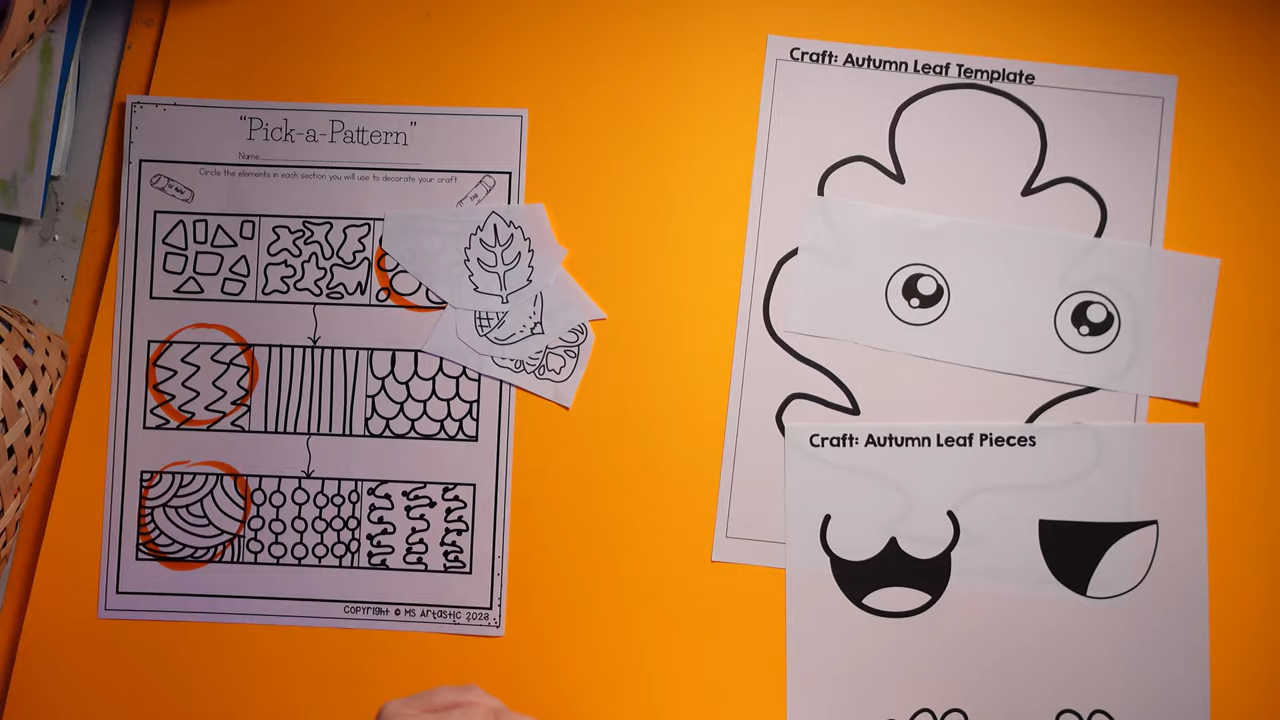 "Pick-a-Pattern"
Name:
Circle the elements in each section you will use to decorate your craft.
Copyright © Ms Artastic 2023
Craft: Autumn Leaf Template
Craft: Autumn Leaf Pieces